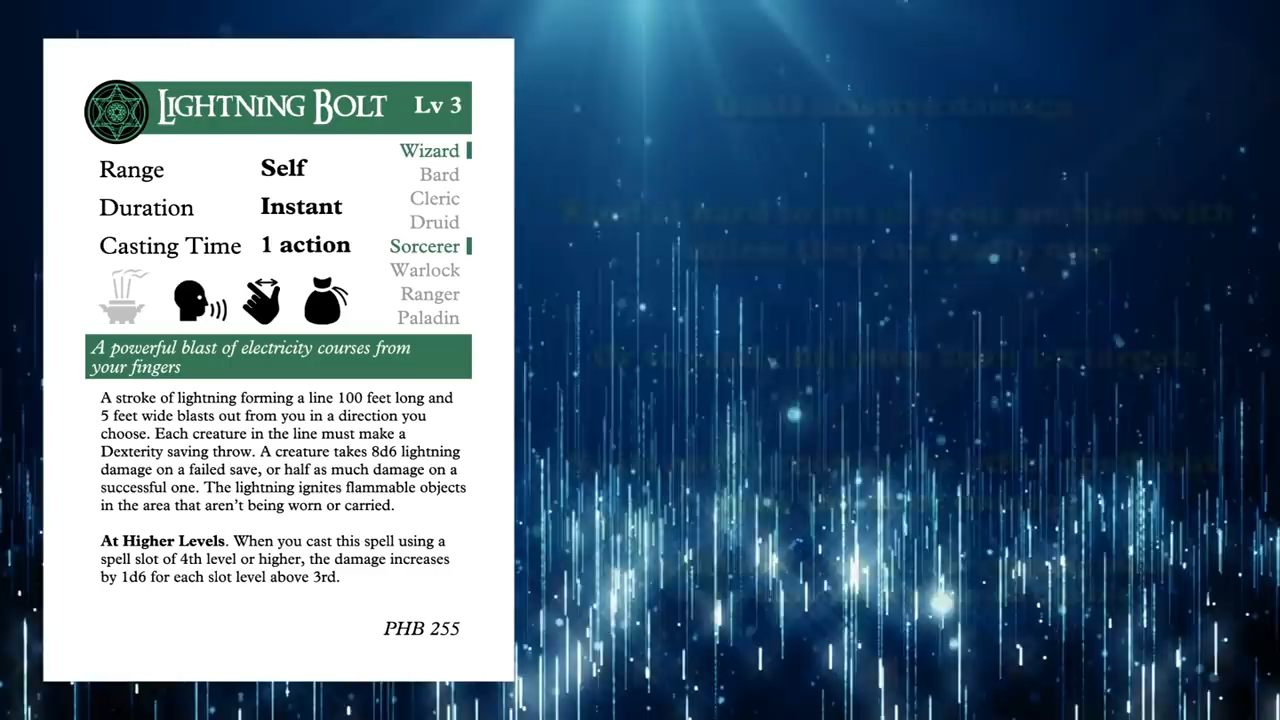 Lightning Bolt Lv 3
Range Self
Duration Instant
Casting Time 1 action
Wizard
Bard
Cleric
Druid
Sorcerer
Warlock
Ranger
Paladin
A powerful blast of electricity courses from
your fingers
A stroke of lightning forming a line 100 feet long and
5 feet wide blasts out from you in a direction you
choose. Each creature in the line must make a
Dexterity saving throw. A creature takes 8d6 lightning
damage on a failed save, or half as much damage on a
successful one. The lightning ignites flammable objects
in the area that aren't being worn or carried.
At Higher Levels. When you cast this spell using a
spell slot of 4th level or higher, the damage increases
by 1d6 for each slot level above 3rd.
PHB 255